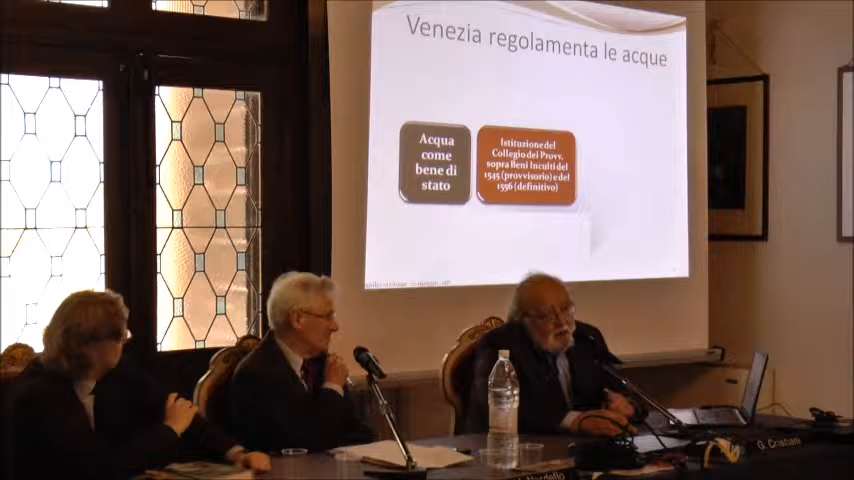 Venezia regolamenta le acque
Acqua
come
bene di
stato
Istituzione del
Collegio dei Provv.
sopra Beni Inculti del
1545 (provvisorio) e del
1556 (definitivo)
G. Cristiani
Nardello